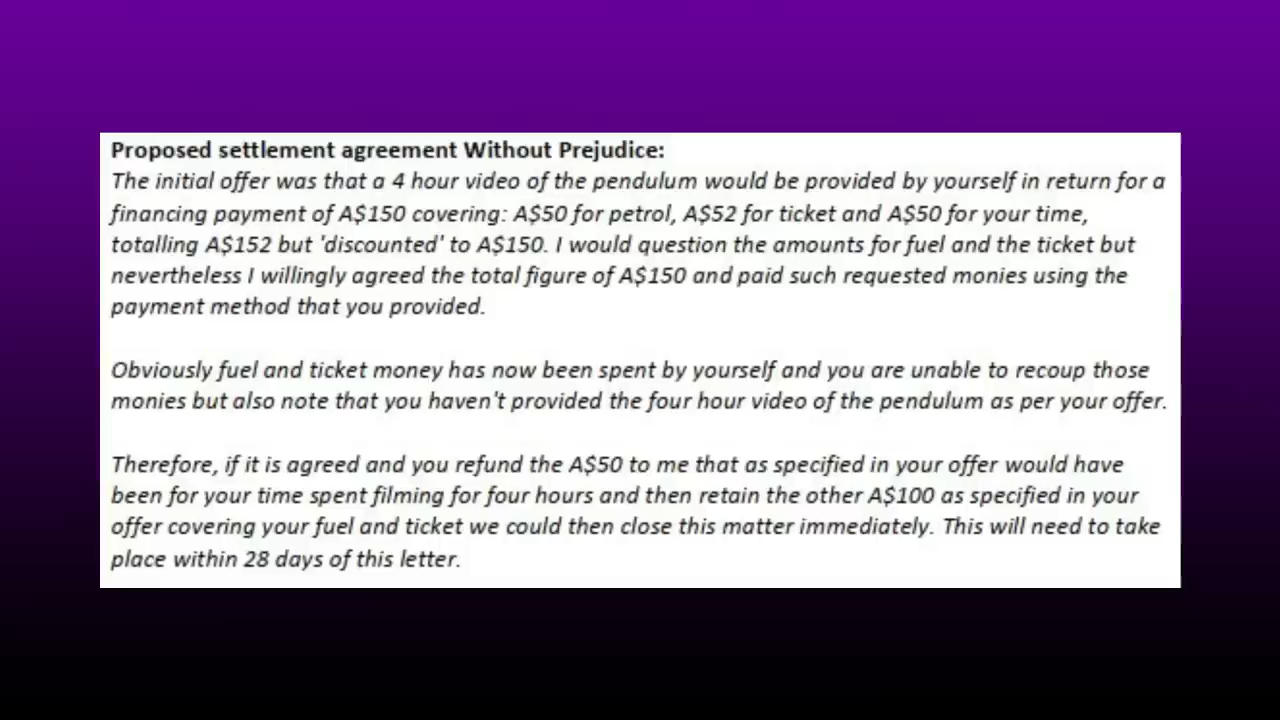 Proposed settlement agreement Without Prejudice:
The initial offer was that a 4 hour video of the pendulum would be provided by yourself in return for a
financing payment of A$150 covering: A$50 for petrol, A$52 for ticket and A$50 for your time,
totalling A$152 but 'discounted' to A$150. I would question the amounts for fuel and the ticket but
nevertheless I willingly agreed the total figure of A$150 and paid such requested monies using the
payment method that you provided.
Obviously fuel and ticket money has now been spent by yourself and you are unable to recoup those
monies but also note that you haven't provided the four hour video of the pendulum as per your offer.
Therefore, if it is agreed and you refund the A$50 to me that as specified in your offer would have
been for your time spent filming for four hours and then retain the other A$100 as specified in your
offer covering your fuel and ticket we could then close this matter immediately. This will need to take
place within 28 days of this letter.